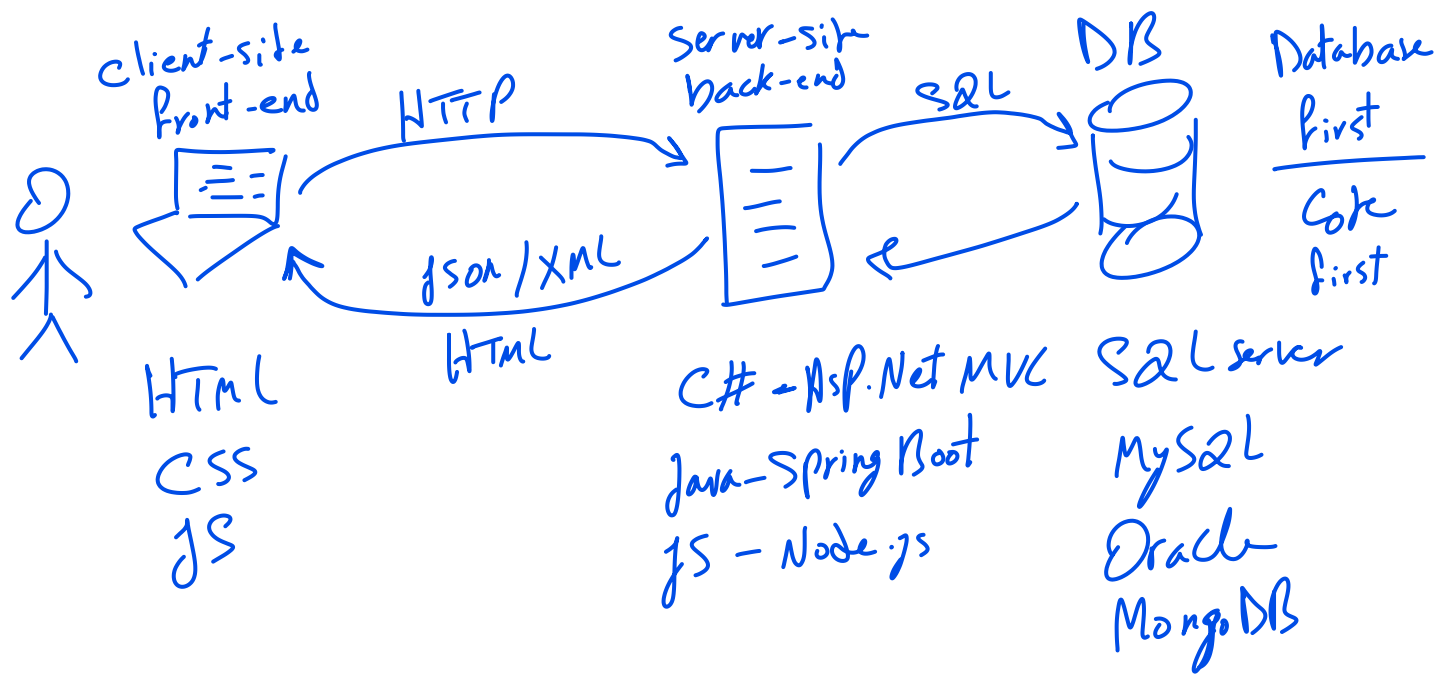 Client-site
front-end
HTTP
Server-site
back-end
SQL
DB
Database
first
Code
first
json/XML
HTML
HTML
CSS
JS
C# - Asp.Net MVC
Java - Spring Boot
JS - Node.js
SQL server
MySQL
Oracle
MongoDB